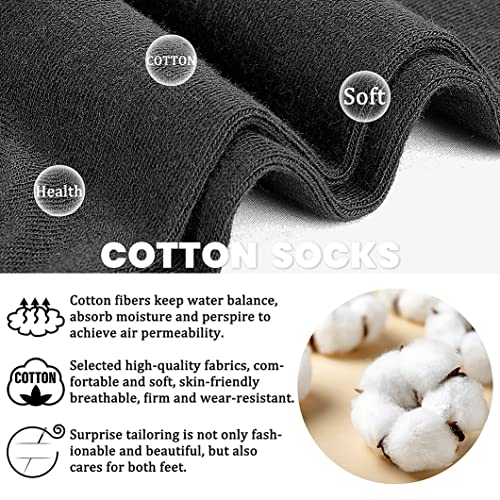 COTTON
Soft
Health
COTTON SOCKS
Cotton fibers keep water balance,
absorb moisture and perspire to
achieve air permeability.
COTTON
Selected high-quality fabrics, com-
fortable and soft, skin-friendly
breathable, firm and wear-resistant.
Surprise tailoring is not only fash-
ionable and beautiful, but also
cares for both feet.